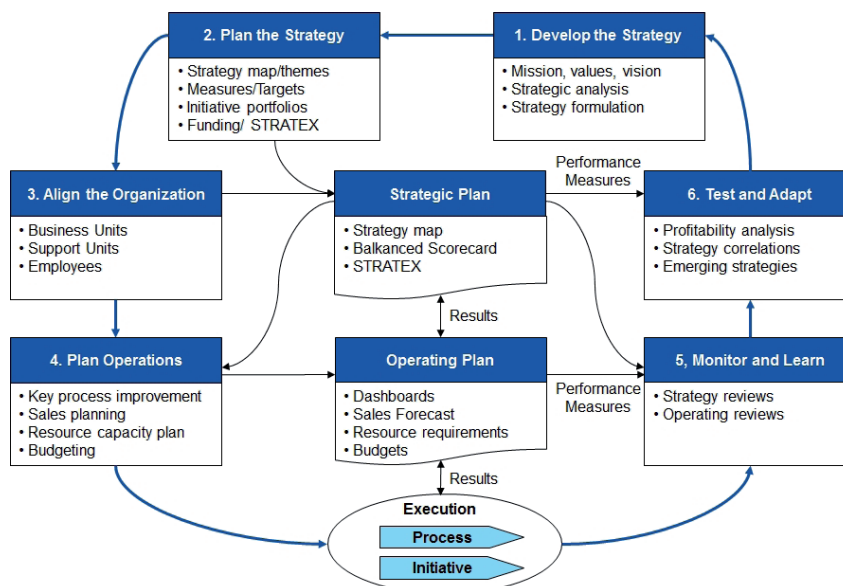 2. Plan the Strategy
• Strategy map/themes
• Measures/Targets
• Initiative portfolios
• Funding/ STRATEX
1. Develop the Strategy
• Mission, values, vision
• Strategic analysis
• Strategy formulation
3. Align the Organization
• Business Units
• Support Units
• Employees
Strategic Plan
• Strategy map
• Balkanced Scorecard
• STRATEX
Performance
Measures
6. Test and Adapt
• Profitability analysis
• Strategy correlations
• Emerging strategies
Results
4. Plan Operations
• Key process improvement
• Sales planning
• Resource capacity plan
• Budgeting
Operating Plan
• Dashboards
• Sales Forecast
• Resource requirements
• Budgets
Performance
Measures
5, Monitor and Learn
• Strategy reviews
• Operating reviews
Results
Execution
Process
Initiative